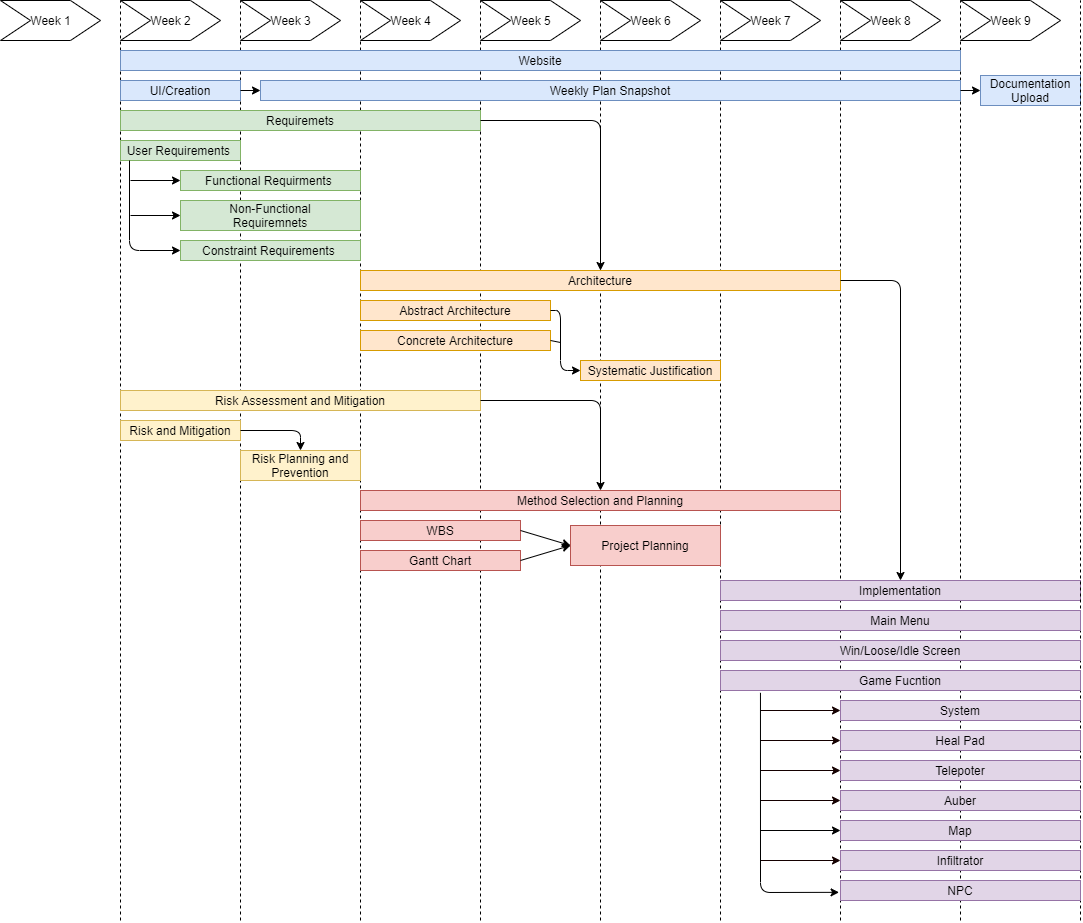 Week 1
Week 2
Week 3
Week 4
Week 5
Week 6
Week 7
Week 8
Week 9
Website
UI/Creation
Weekly Plan Snapshot
Documentation
Upload
Requiremets
User Requirements
Functional Requirments
Non-Functional
Requiremnets
Constraint Requirements
Architecture
Abstract Architecture
Concrete Architecture
Systematic Justification
Risk Assessment and Mitigation
Risk and Mitigation
Risk Planning and
Prevention
Method Selection and Planning
WBS
Gantt Chart
Project Planning
Implementation
Main Menu
Win/Loose/Idle Screen
Game Fucntion
System
Heal Pad
Telepoter
Auber
Map
Infiltrator
NPC